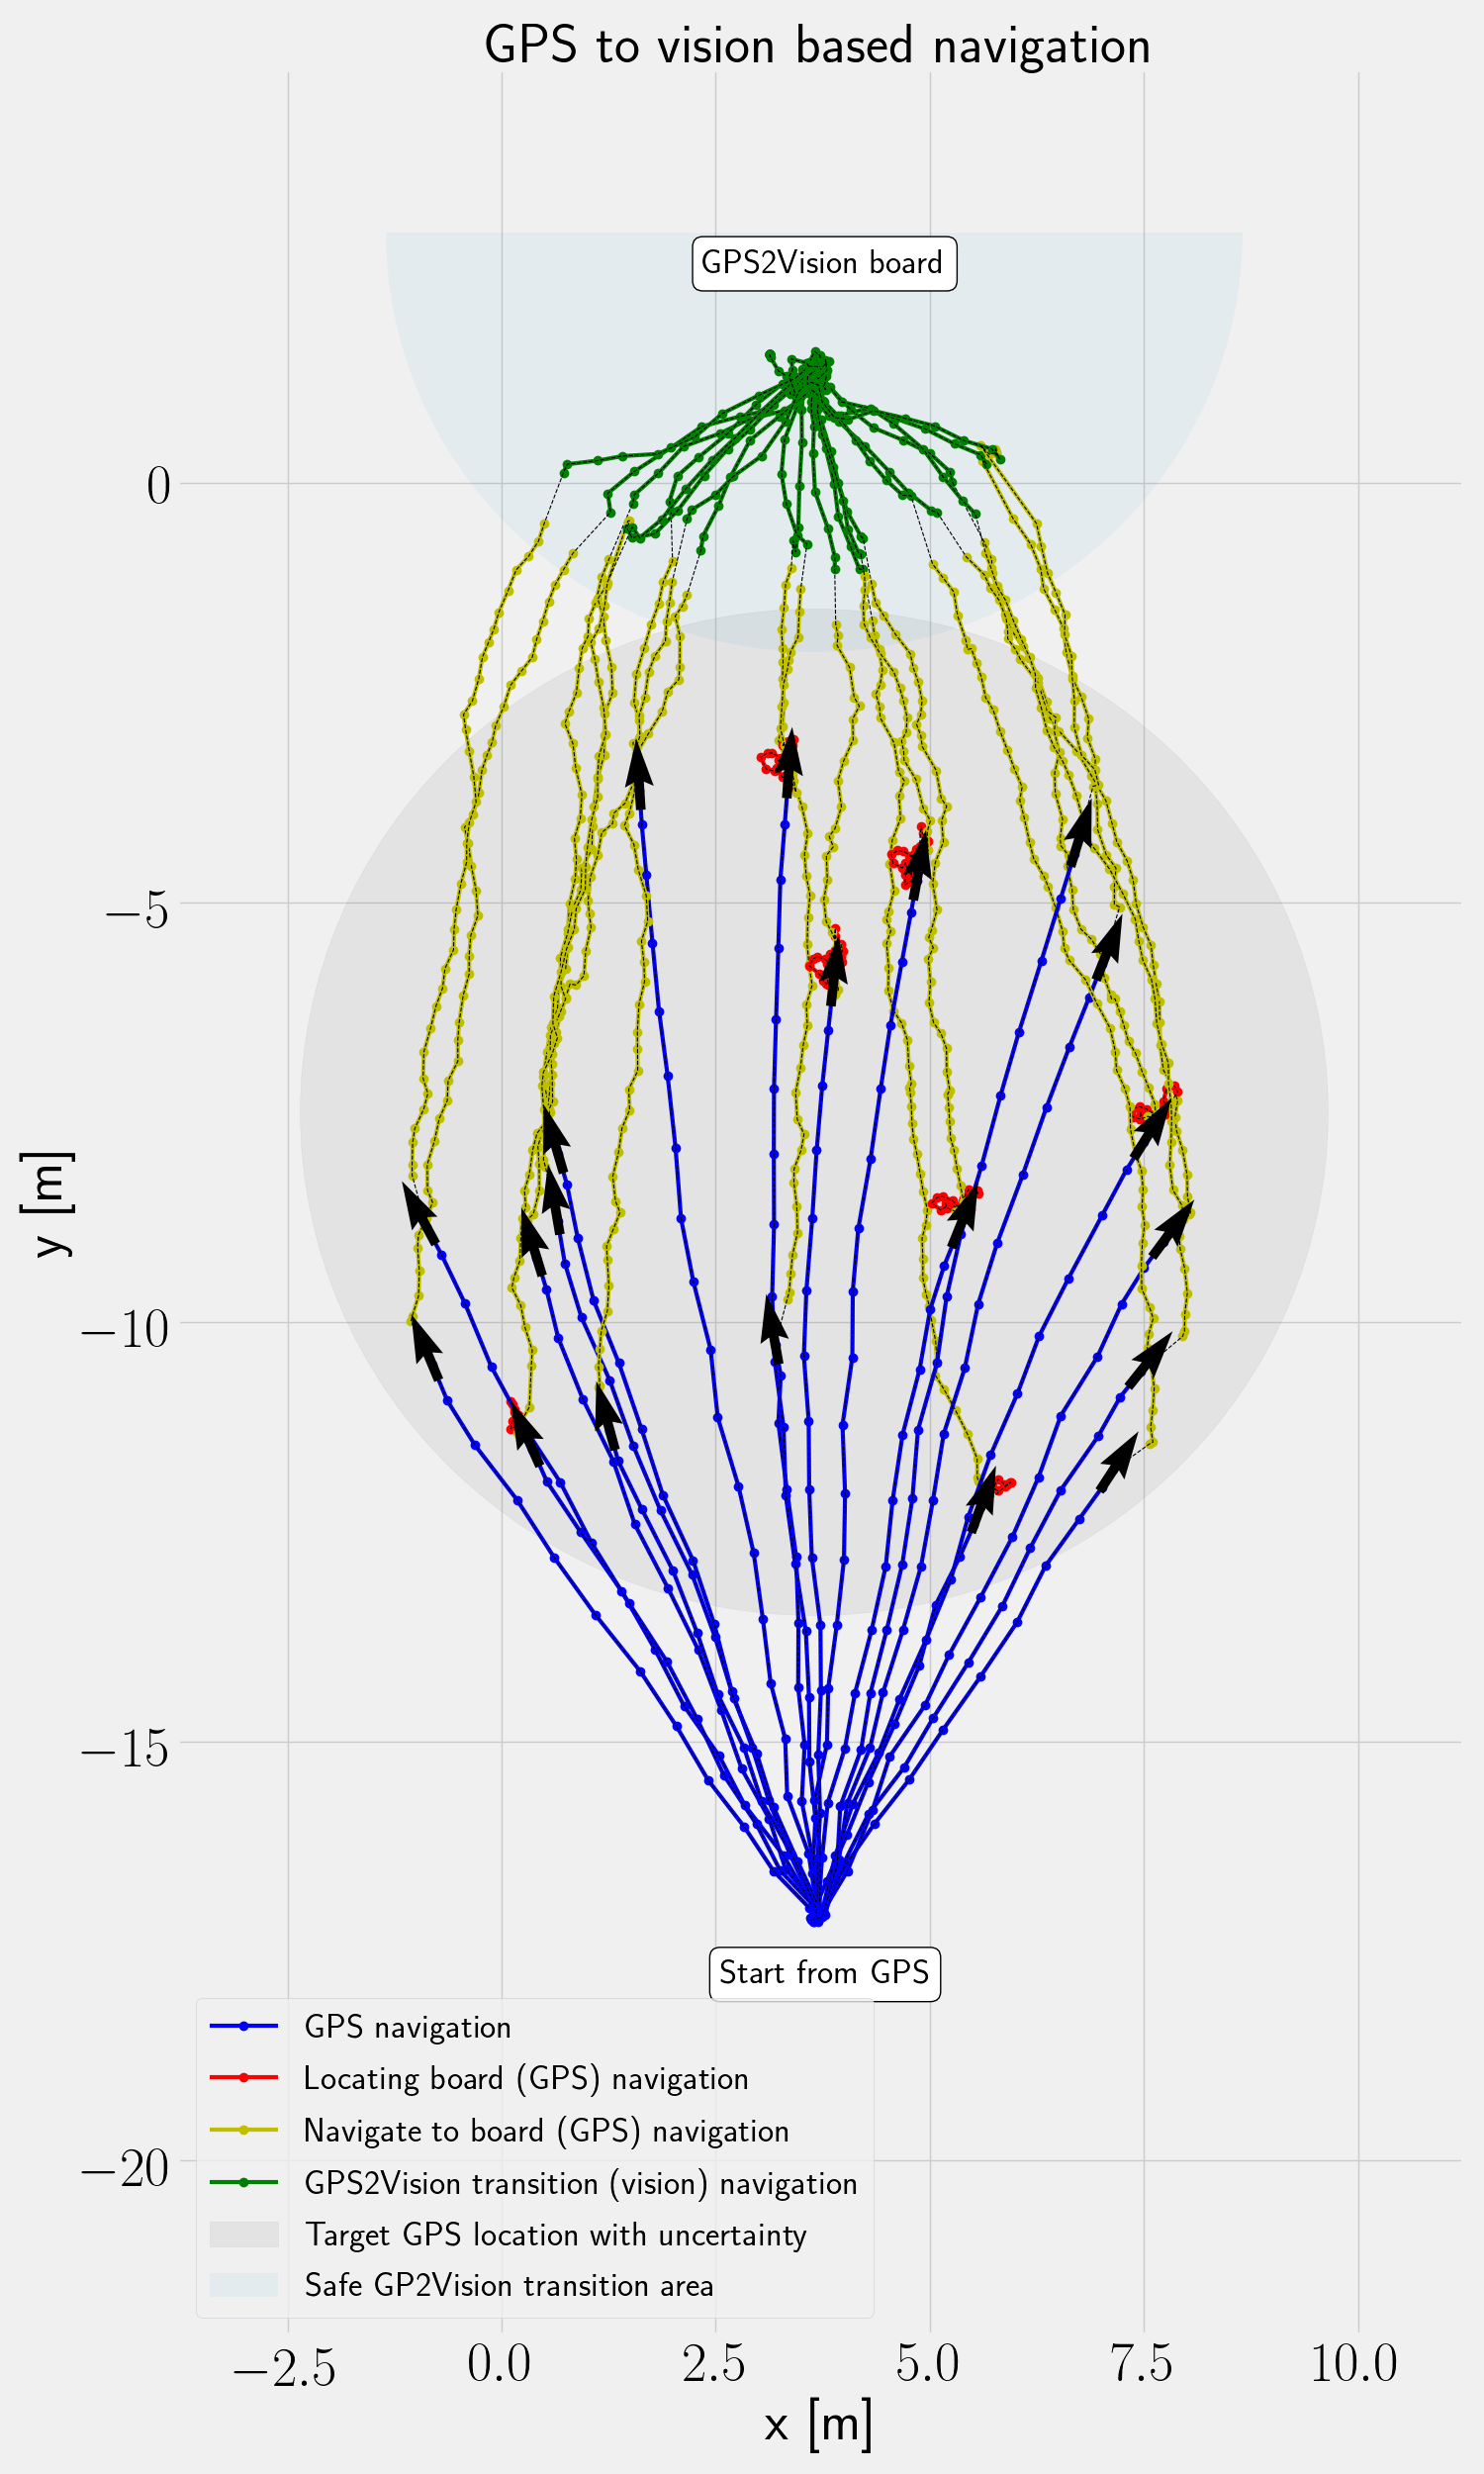 GPS to vision based navigation
GPS2Vision board
0
−5
−10
−15
−20
y [m]
Start from GPS
GPS navigation
Locating board (GPS) navigation
Navigate to board (GPS) navigation
GPS2Vision transition (vision) navigation
Target GPS location with uncertainty
Safe GP2Vision transition area
−2.5 0.0 2.5 5.0 7.5 10.0
x [m]